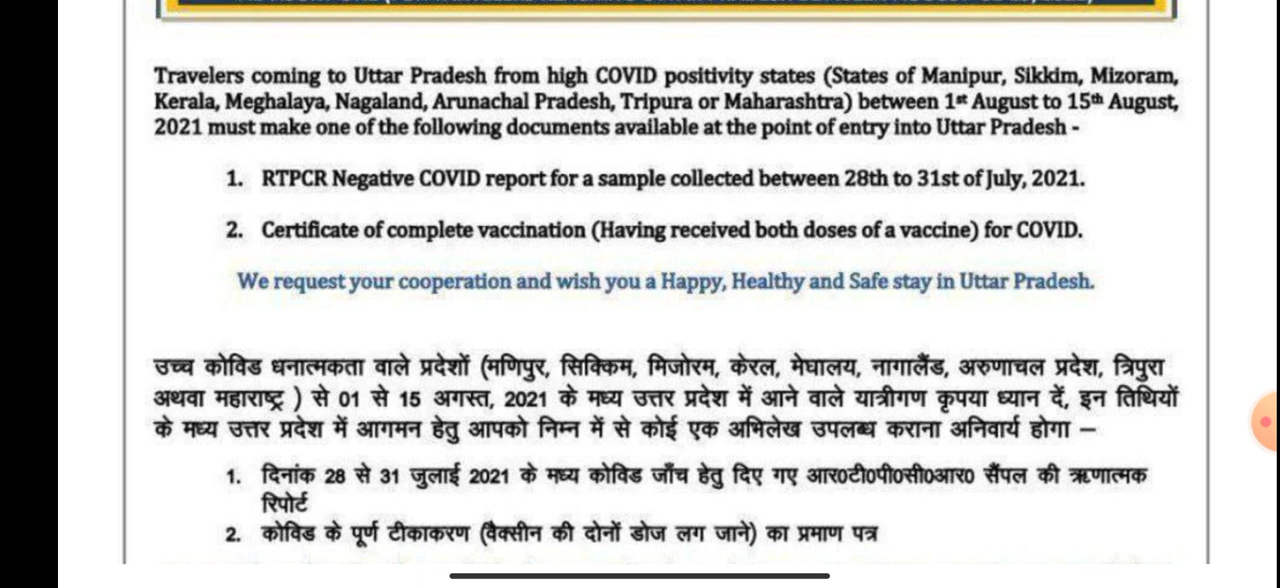 Travelers coming to Uttar Pradesh from high COVID positivity states (States of Manipur, Sikkim, Mizoram,
Kerala, Meghalaya, Nagaland, Arunachal Pradesh, Tripura or Maharashtra) between 1st August to 15th August,
2021 must make one of the following documents available at the point of entry into Uttar Pradesh -
1. RTPCR Negative COVID report for a sample collected between 28th to 31st of July, 2021.
2. Certificate of complete vaccination (Having received both doses of a vaccine) for COVID.
We request your cooperation and wish you a Happy, Healthy and Safe stay in Uttar Pradesh.
उच्च कोविड धनात्मकता वाले प्रदेशों (मणिपुर, सिक्किम, मिजोरम, केरल, मेघालय, नागालैंड, अरुणाचल प्रदेश, त्रिपुरा
अथवा महाराष्ट्र ) से 01 से 15 अगस्त, 2021 के मध्य उत्तर प्रदेश में आने वाले यात्रीगण कृपया ध्यान दें, इन तिथियों
के मध्य उत्तर प्रदेश में आगमन हेतु आपको निम्न में से कोई एक अभिलेख उपलब्ध कराना अनिवार्य होगा –
1. दिनांक 28 से 31 जुलाई 2021 के मध्य कोविड जाँच हेतु दिए गए आर0टी0पी0सी0आर0 सैंपल की ऋणात्मक
रिपोर्ट
2. कोविड के पूर्ण टीकाकरण (वैक्सीन की दोनों डोज लग जाने) का प्रमाण पत्र